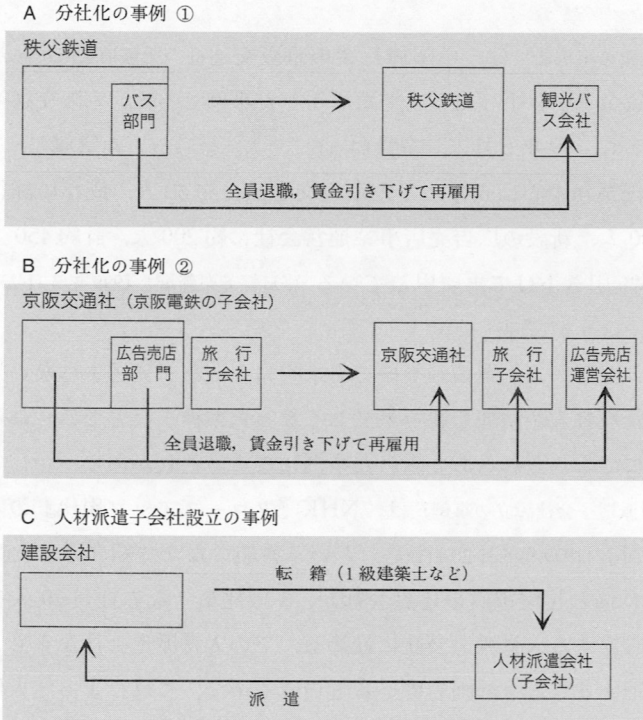 A 分社化の事例 ①
秩父鉄道
バス
部門
秩父鉄道
観光バ
ス会社
全員退職，賃金引き下げて再雇用
B 分社化の事例 ②
京阪交通社（京阪電鉄の子会社）
広告売店
部 門
旅 行
子会社
京阪交通社
旅 行
子会社
広告売店
運営会社
全員退職，賃金引き下げて再雇用
C 人材派遣子会社設立の事例
建設会社
転 籍（1級建築士など）
人材派遣会社
（子会社）
派 遣